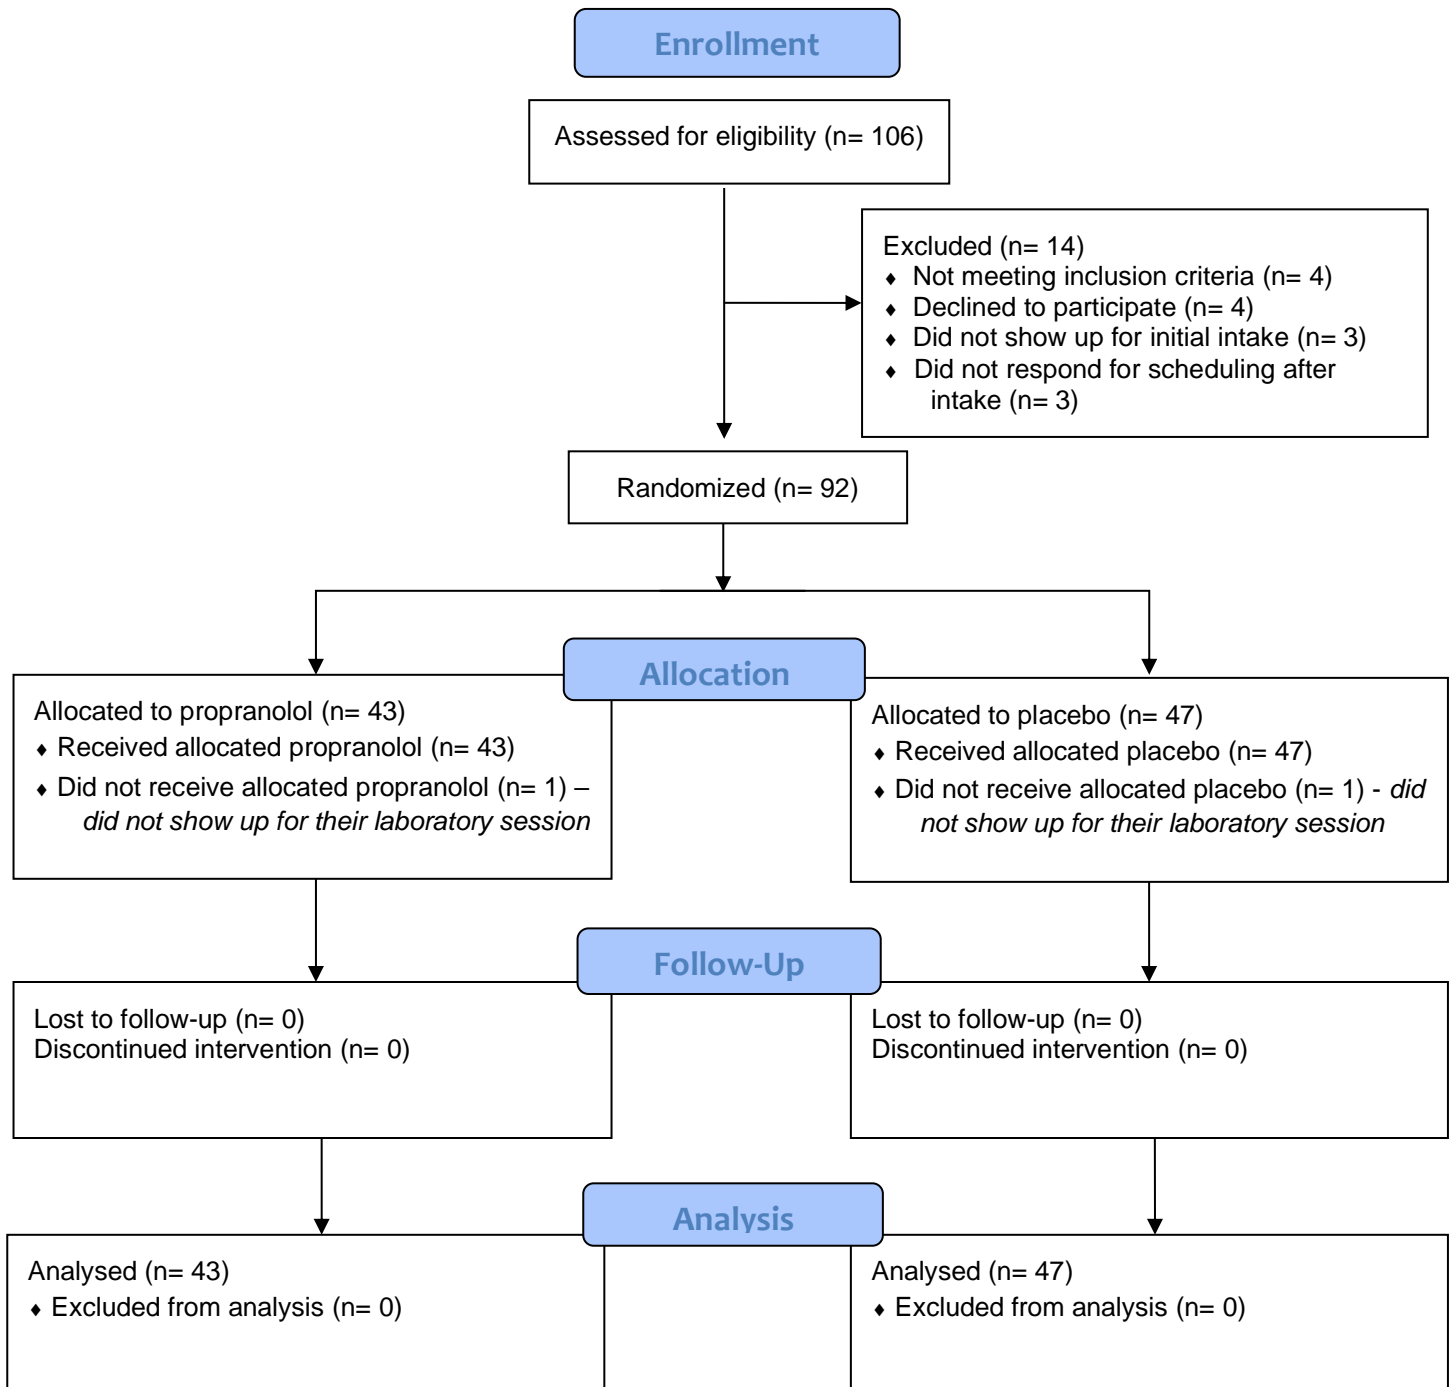 Enrollment
Assessed for eligibility (n= 106)
Excluded (n= 14)
♦ Not meeting inclusion criteria (n= 4)
♦ Declined to participate (n= 4)
♦ Did not show up for initial intake (n= 3)
♦ Did not respond for scheduling after
intake (n= 3)
Randomized (n= 92)
Allocation
Allocated to propranolol (n= 43)
♦ Received allocated propranolol (n= 43)
♦ Did not receive allocated propranolol (n= 1) –
did not show up for their laboratory session
Allocated to placebo (n= 47)
♦ Received allocated placebo (n= 47)
♦ Did not receive allocated placebo (n= 1) - did
not show up for their laboratory session
Follow-Up
Lost to follow-up (n= 0)
Discontinued intervention (n= 0)
Lost to follow-up (n= 0)
Discontinued intervention (n= 0)
Analysis
Analysed (n= 43)
♦ Excluded from analysis (n= 0)
Analysed (n= 47)
♦ Excluded from analysis (n= 0)